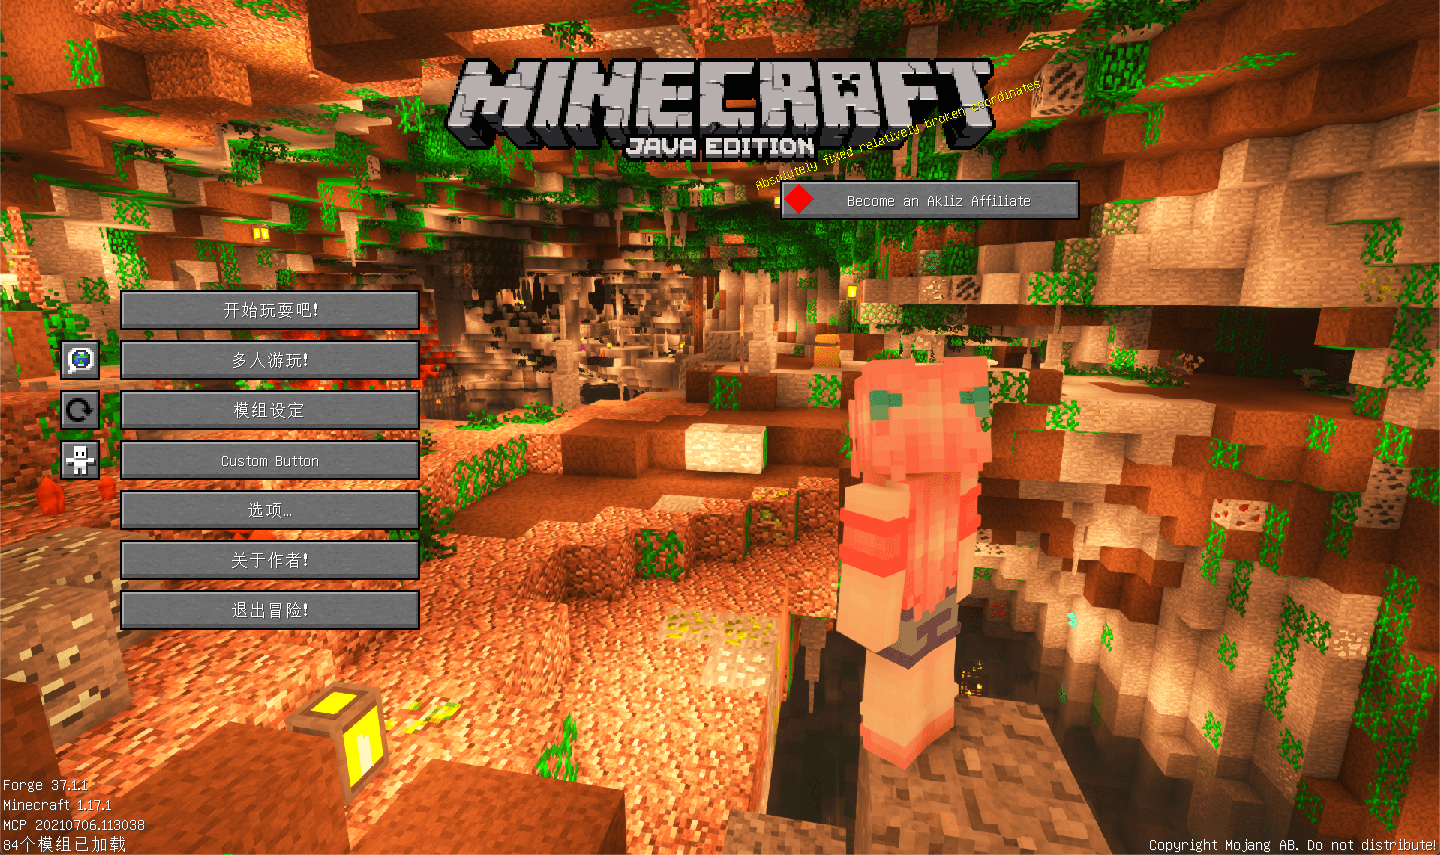 MINECRAFT
JAVA EDITION
Absolutely fixed relatively broken coordinates
Become an Akliz Affiliate
开始玩耍吧!
多人游玩!
模组设定
Custom Button
选项...
关于作者!
退出冒险!
Forge 37.1.1
Minecraft 1.17.1
MCP 20210706.113038
84个模组已加载
Copyright Mojang AB. Do not distribute!